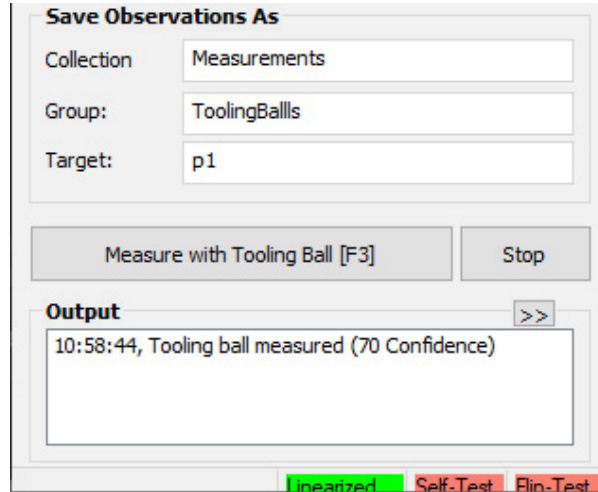 Save Observations As
Collection Measurements
Group: ToolingBallls
Target: p1
Measure with Tooling Ball [F3] Stop
Output >>
10:58:44, Tooling ball measured (70 Confidence)
Linearized Self-Test Flip-Test